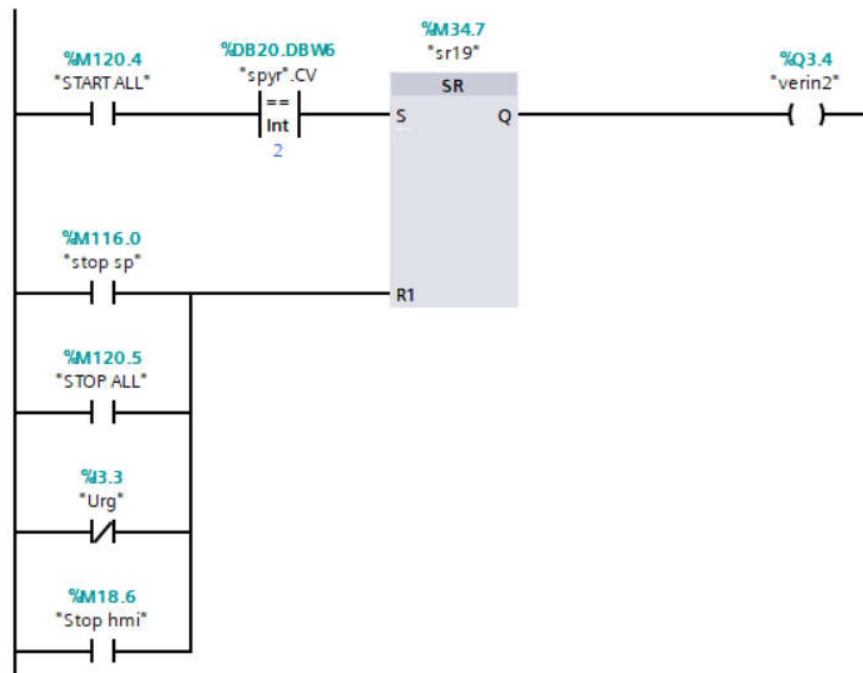 %M120.4
"START ALL"
%DB20.DBW6
"spyr".CV
==
Int
2
%M34.7
"sr19"
SR
S
Q
R1
%Q3.4
"verin2"
%M116.0
"stop sp"
%M120.5
"STOP ALL"
%I3.3
"Urg"
%M18.6
"Stop hmi"